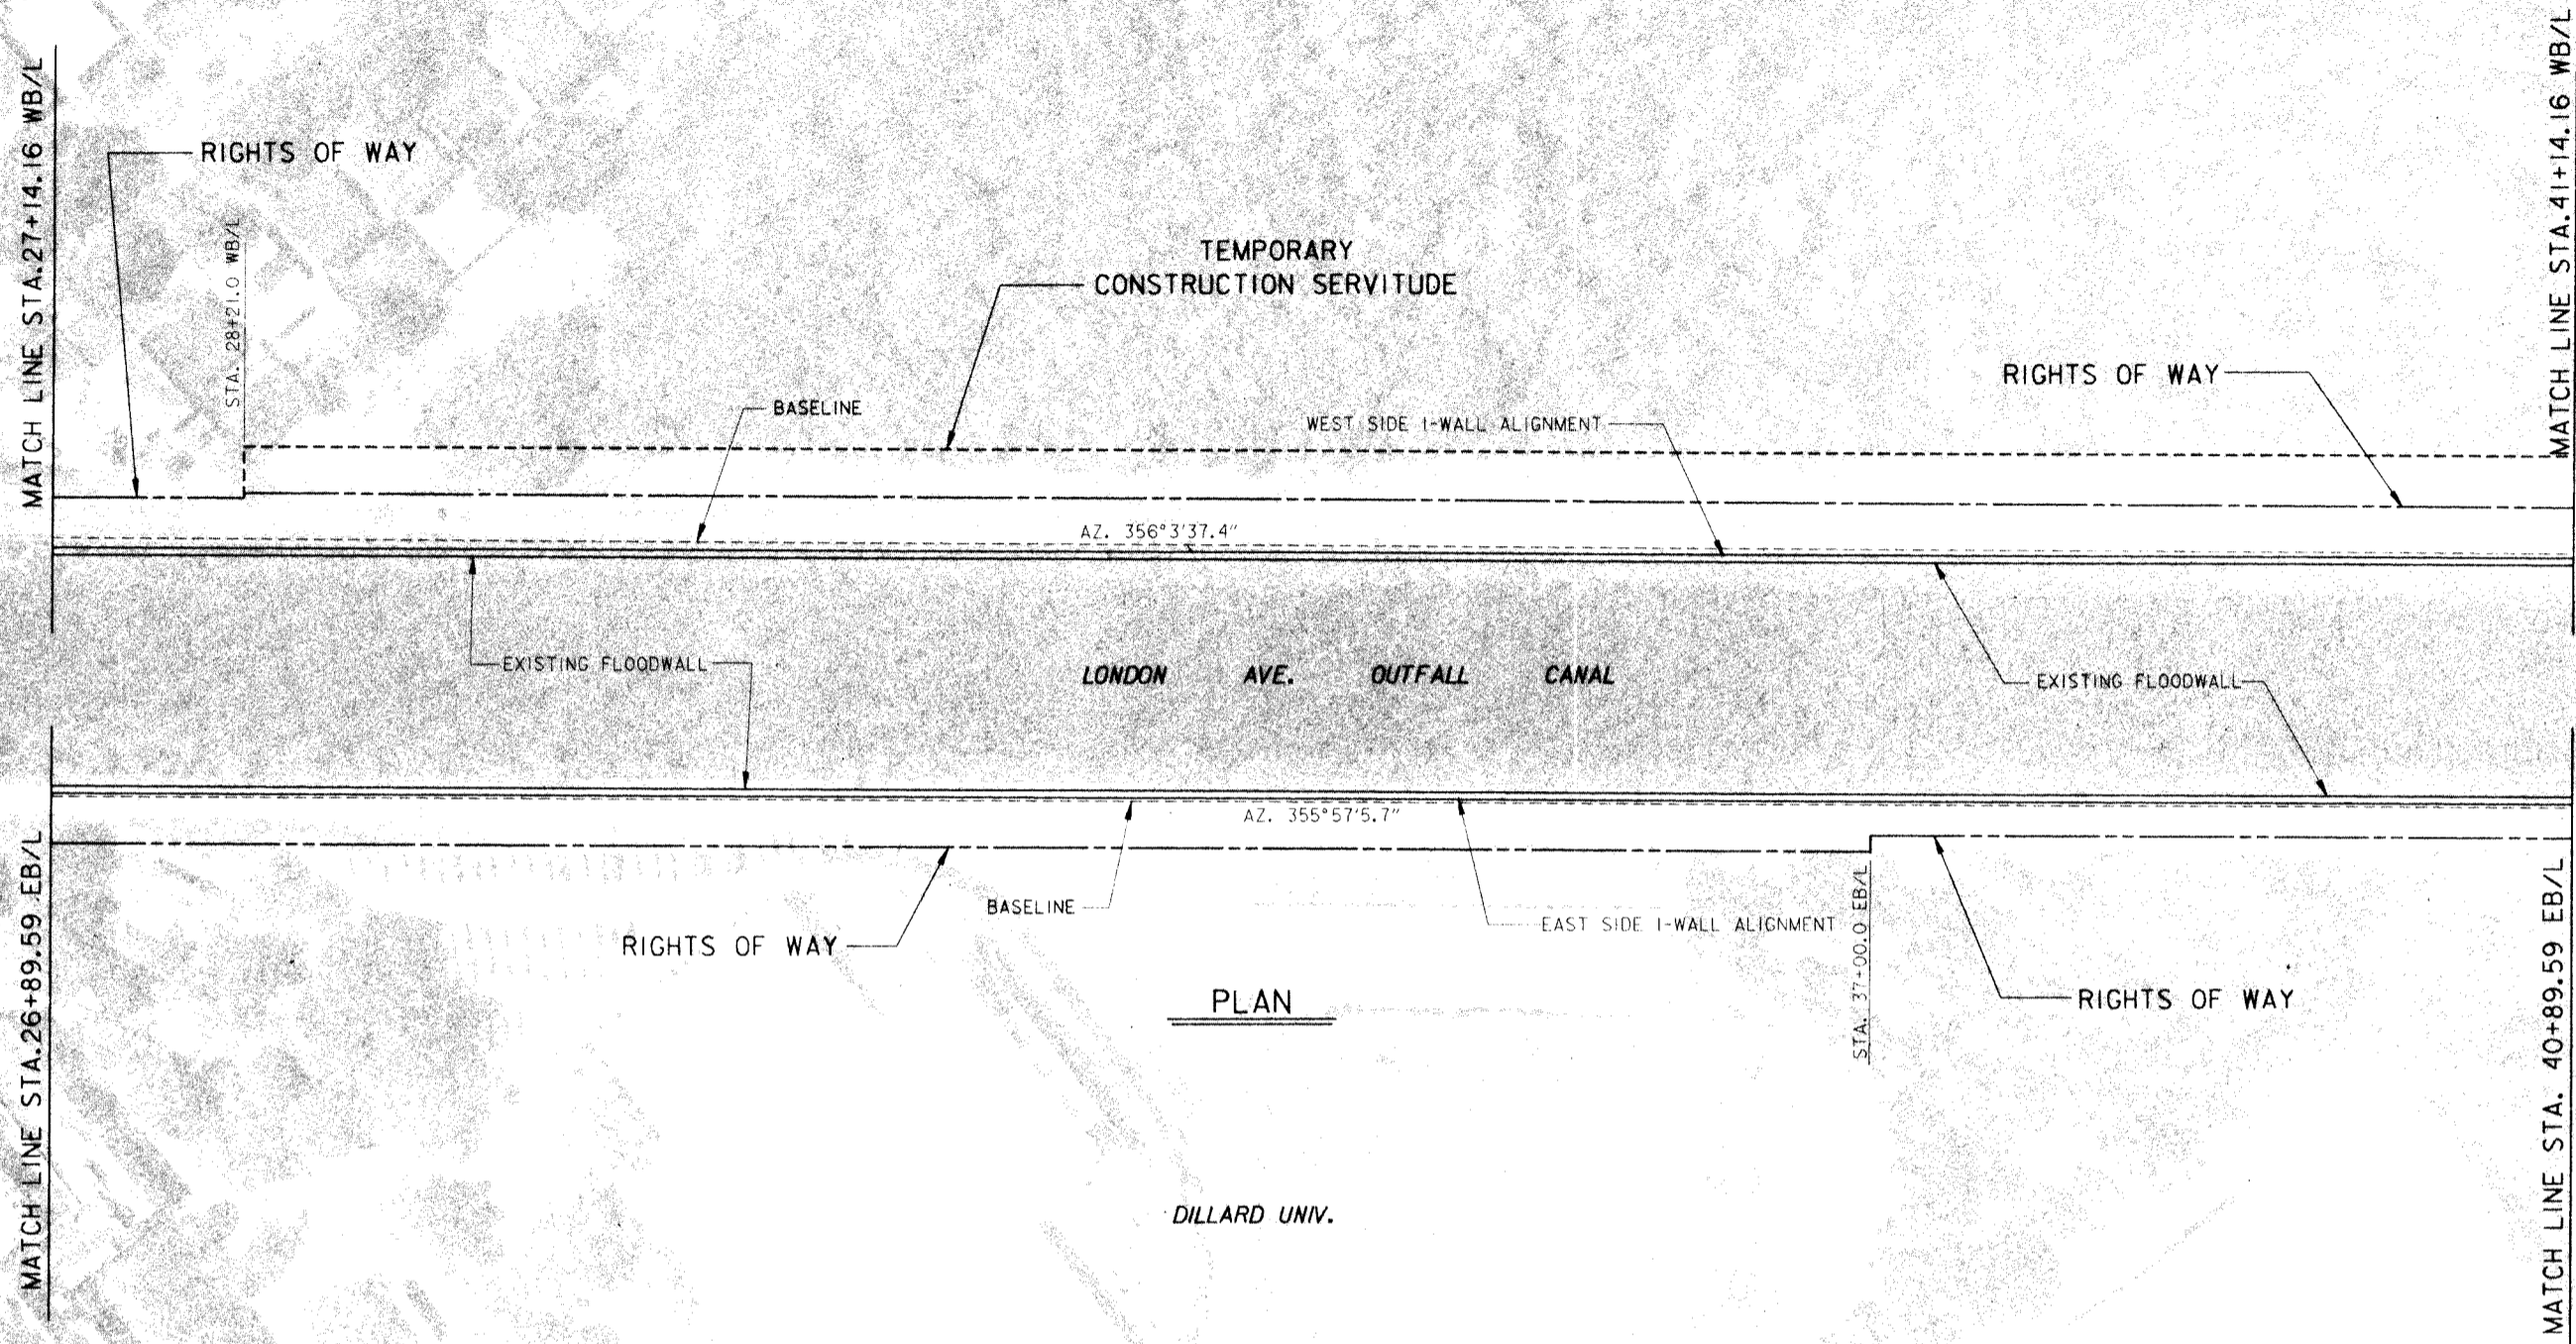 MATCH LINE STA.27+14.16 WB/L
RIGHTS OF WAY
STA. 28+21.0 WB/L
TEMPORARY
CONSTRUCTION SERVITUDE
BASELINE
WEST SIDE I-WALL ALIGNMENT
RIGHTS OF WAY
MATCH LINE STA.41+14.16 WB/L
AZ. 356°3'37.4"
EXISTING FLOODWALL
LONDON AVE. OUTFALL CANAL
EXISTING FLOODWALL
AZ. 355°57'5.7"
MATCH LINE STA.26+89.59 EB/L
BASELINE
RIGHTS OF WAY
EAST SIDE I-WALL ALIGNMENT
STA. 37+00.0 EB/L
RIGHTS OF WAY
MATCH LINE STA. 40+89.59 EB/L
PLAN
DILLARD UNIV.